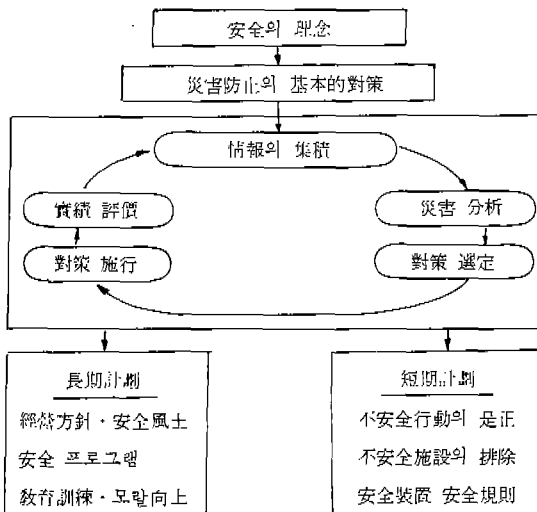 安全의 理念
災害防止의 基本的對策
情報의 集積
實績 評價
災害 分析
對策 施行
對策 選定
長期計劃
經營方針・安全風土
安全 프로그램
敎育訓練・모랄向上
短期計劃
不安全行動의 是正
不安全施設의 排除
安全裝置 安全規則